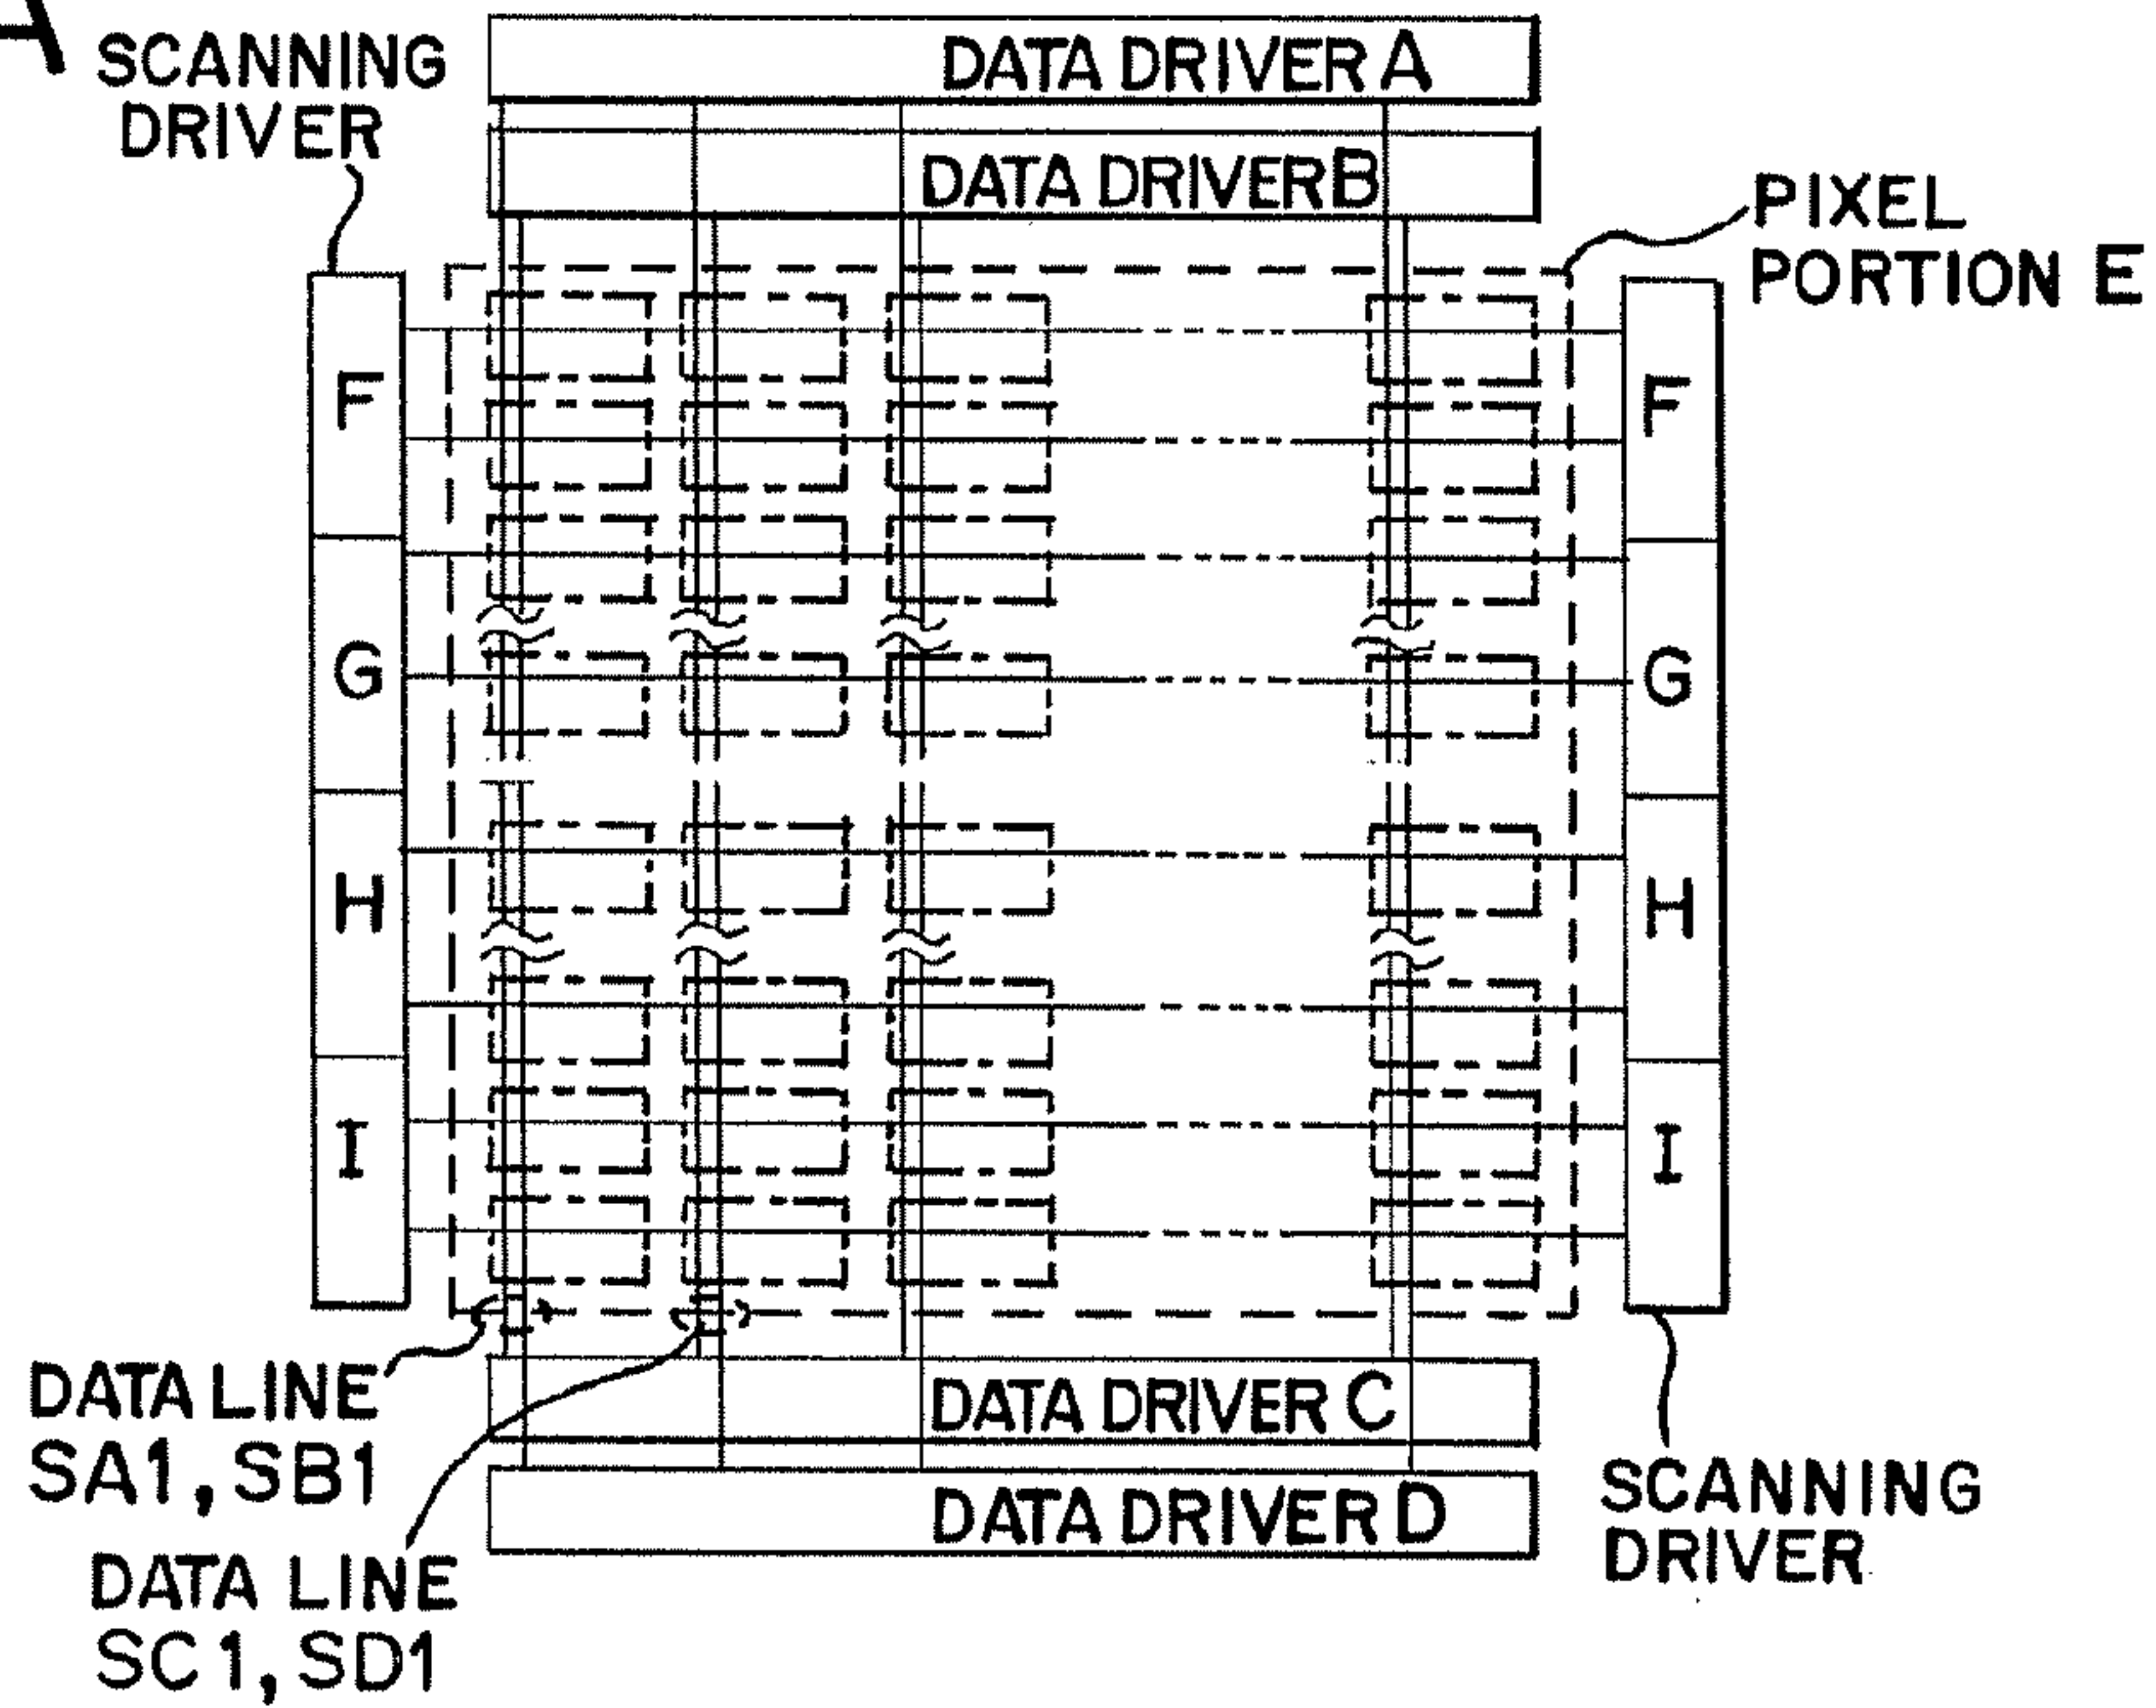 A
SCANNING
DRIVER
DATA DRIVER A
DATA DRIVER B
PIXEL
PORTION E
F
F
G
G
H
H
I
I
DATA LINE
SA1, SB1
DATA DRIVER C
DATA LINE
SC1, SD1
DATA DRIVER D
SCANNING
DRIVER